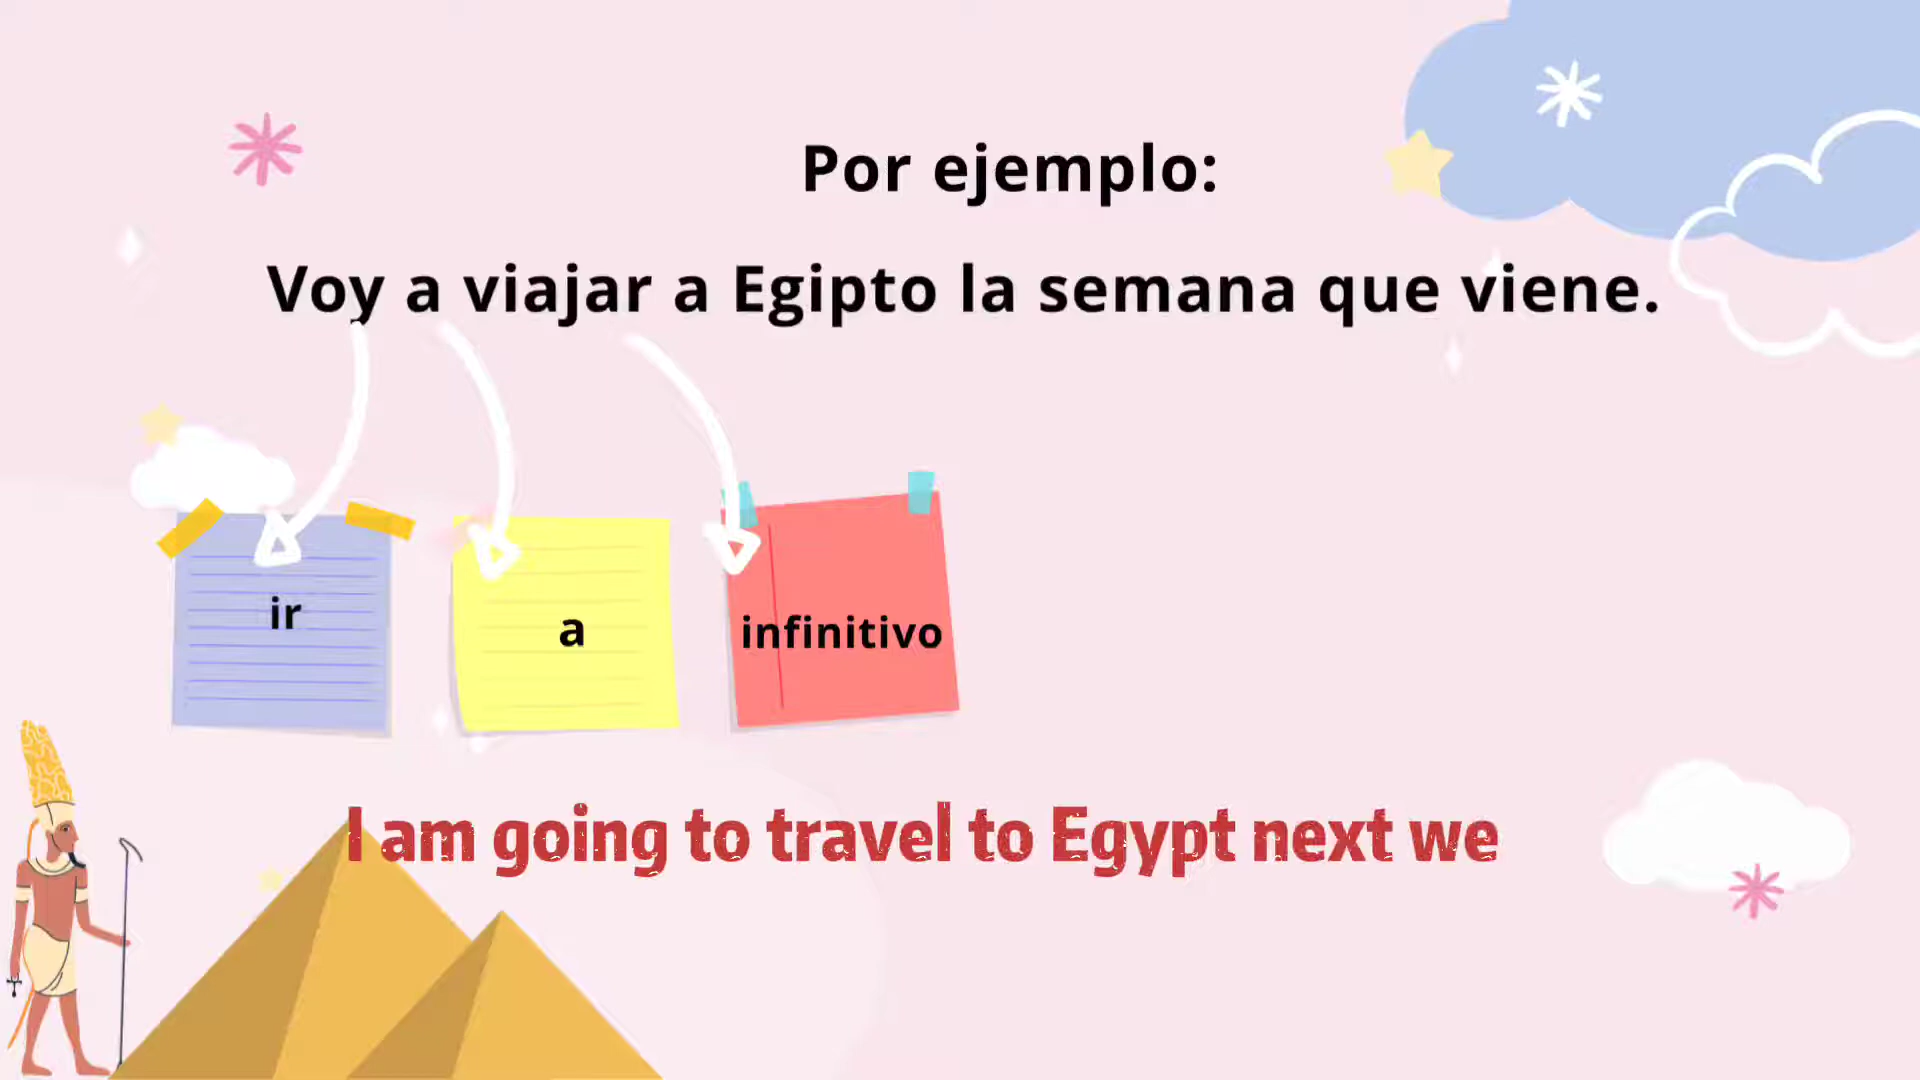 Por ejemplo:
Voy a viajar a Egipto la semana que viene.
ir
a
infinitivo
I am going to travel to Egypt next we